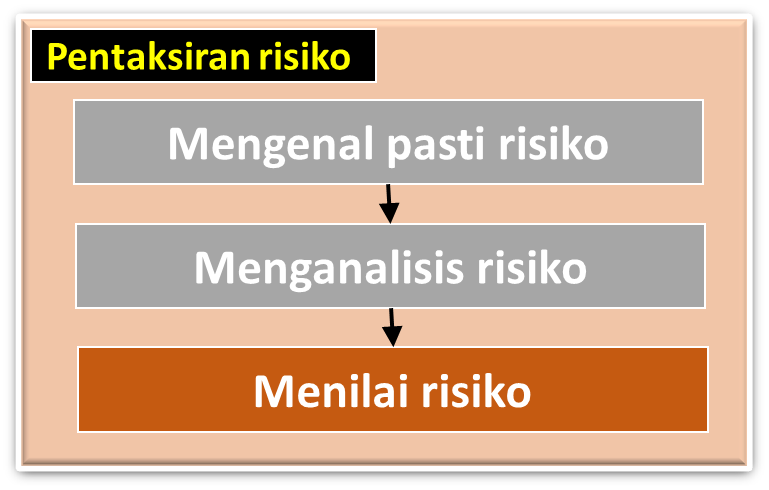 Pentaksiran risiko
Mengenal pasti risiko
Menganalisis risiko
Menilai risiko